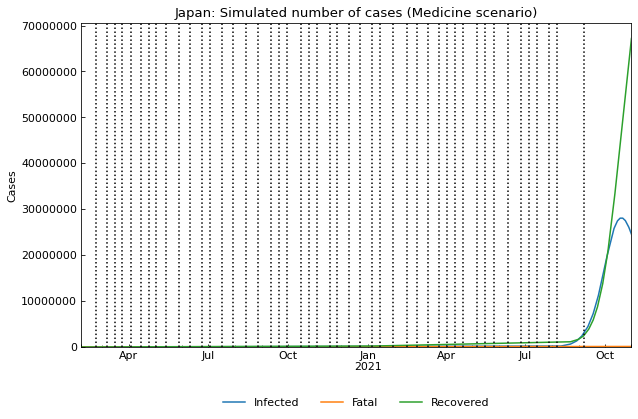 Japan: Simulated number of cases (Medicine scenario)
70000000
60000000
50000000
40000000
30000000
20000000
10000000
0
Cases
Apr Jul Oct Jan Apr Jul Oct
2021
Infected Fatal Recovered